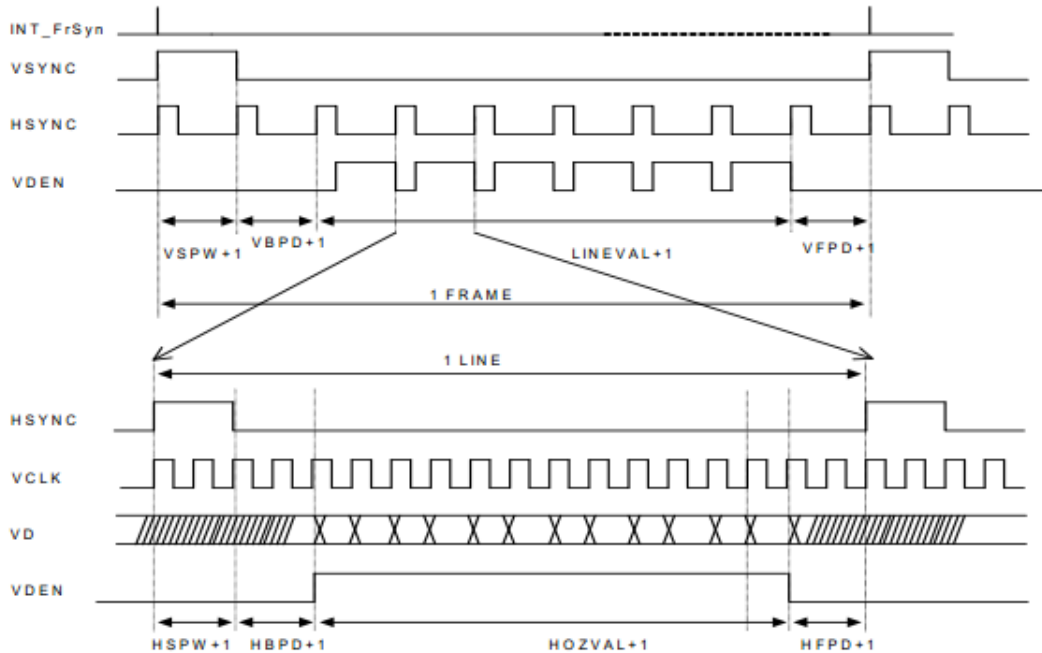 INT_FrSyn
VSYNC
HSYNC
VDEN
VSPW+1
VBPD+1
LINEVAL+1
VFPD+1
1 FRAME
1 LINE
HSYNC
VCLK
VD
VDEN
HSPW+1
HBPD+1
HOZVAL+1
HFPD+1